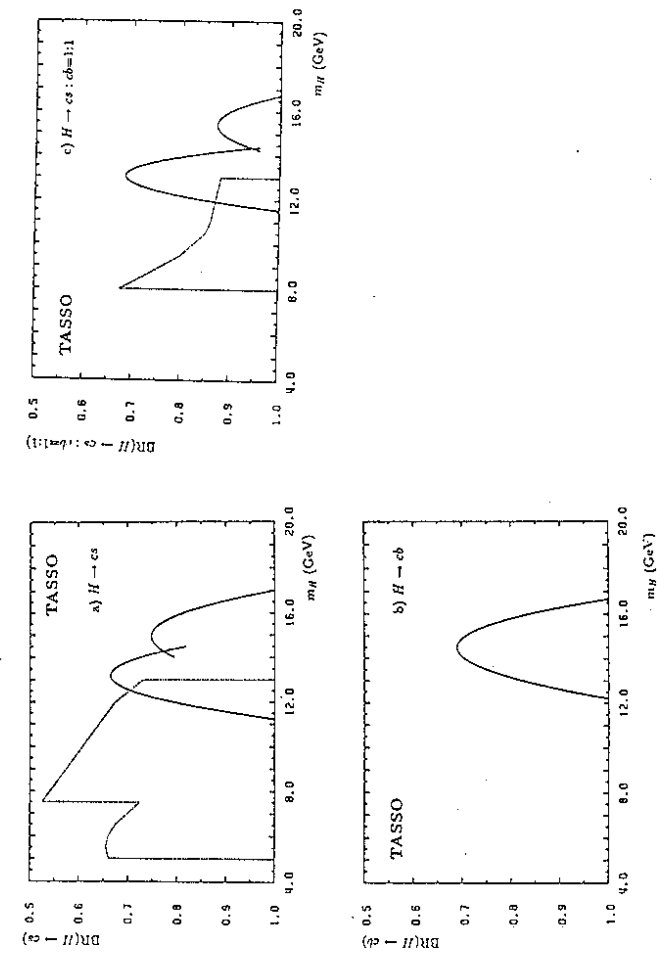 TASSO
a) H → cs
BR(H → cs)
0.5
0.6
0.7
0.8
0.9
1.0
4.0
8.0
12.0
16.0
20.0
m_H (GeV)
TASSO
b) H → cb
BR(H → cb)
0.5
0.6
0.7
0.8
0.9
1.0
4.0
8.0
12.0
16.0
20.0
m_H (GeV)
TASSO
c) H → cs : cb=1:1
BR(H → cs : cb=1:1)
0.5
0.6
0.7
0.8
0.9
1.0
4.0
8.0
12.0
16.0
20.0
m_H (GeV)